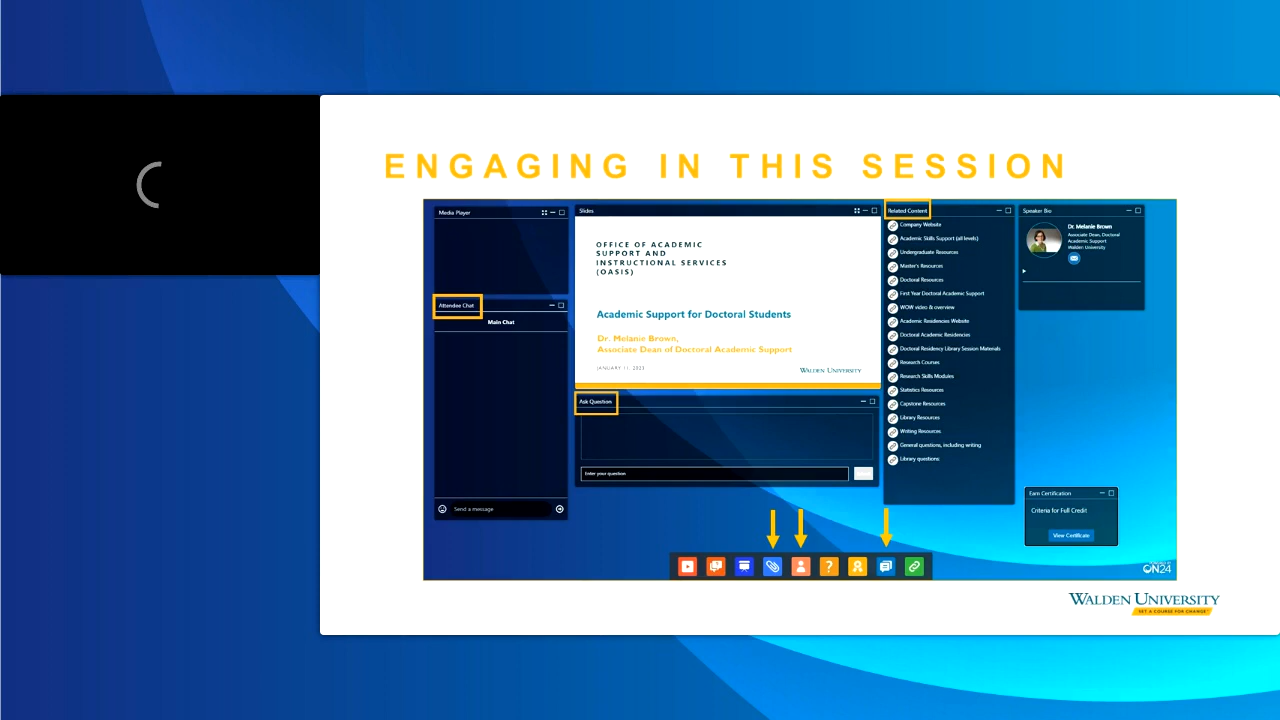 ENGAGING IN THIS SESSION
Media Player
Attendee Chat
Main Chat
Send a message
Slides
OFFICE OF ACADEMIC
SUPPORT AND
INSTRUCTIONAL SERVICES
(OASIS)
Academic Support for Doctoral Students
Dr. Melanie Brown,
Associate Dean of Doctoral Academic Support
JANUARY 11, 2023
WALDEN UNIVERSITY
Ask Question
Enter your question
Related Content
Company Website
Academic Skills Support (all levels)
Undergraduate Resources
Master's Resources
Doctoral Resources
First Year Doctoral Academic Support
WOW video & overview
Academic Residencies Website
Doctoral Academic Residencies
Doctoral Residency Library Session Materials
Research Courses
Research Skills Modules
Statistics Resources
Capstone Resources
Library Resources
Writing Resources
General questions, including writing
Library questions:
Speaker Bio
Dr. Melanie Brown
Associate Dean, Doctoral
Academic Support
Walden University
Earn Certification
Criteria for Full Credit
View Certificate
?
ON24
WALDEN UNIVERSITY
SET A COURSE FOR CHANGE